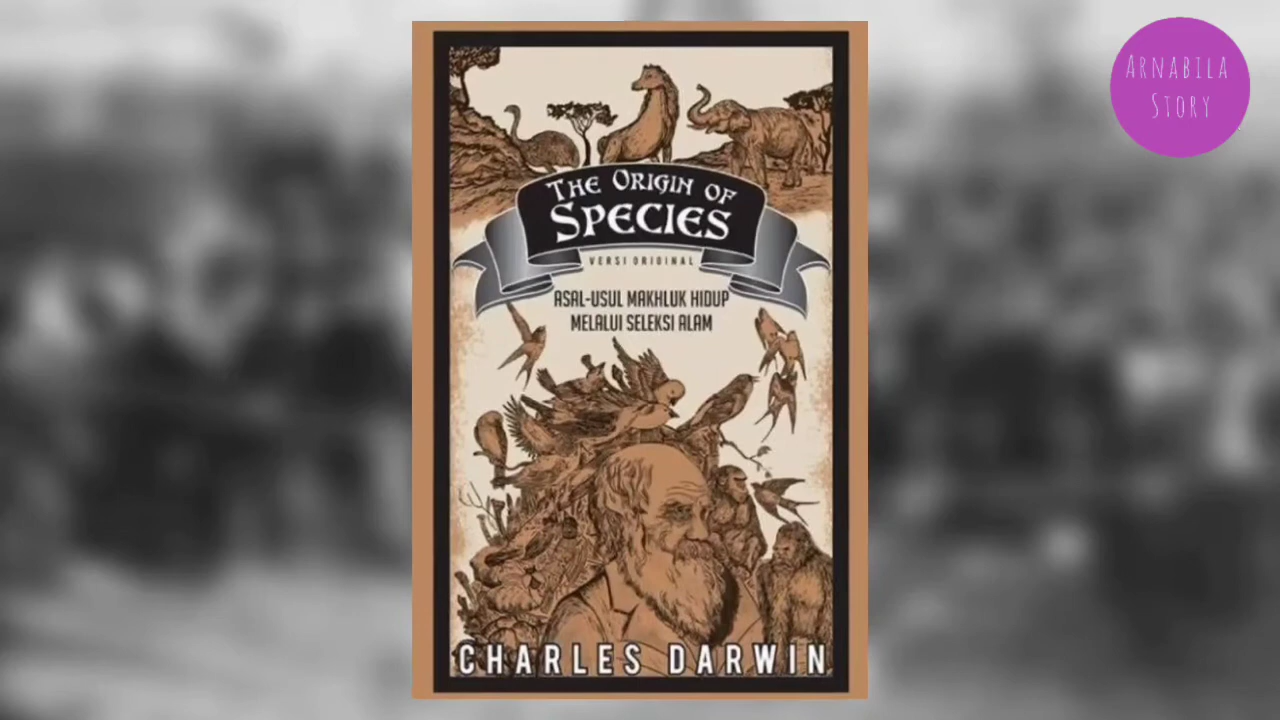 THE ORIGIN OF
SPECIES
VERSI ORIGINAL
ASAL-USUL MAKHLUK HIDUP
MELALUI SELEKSI ALAM
CHARLES DARWIN
ARNABILA
STORY